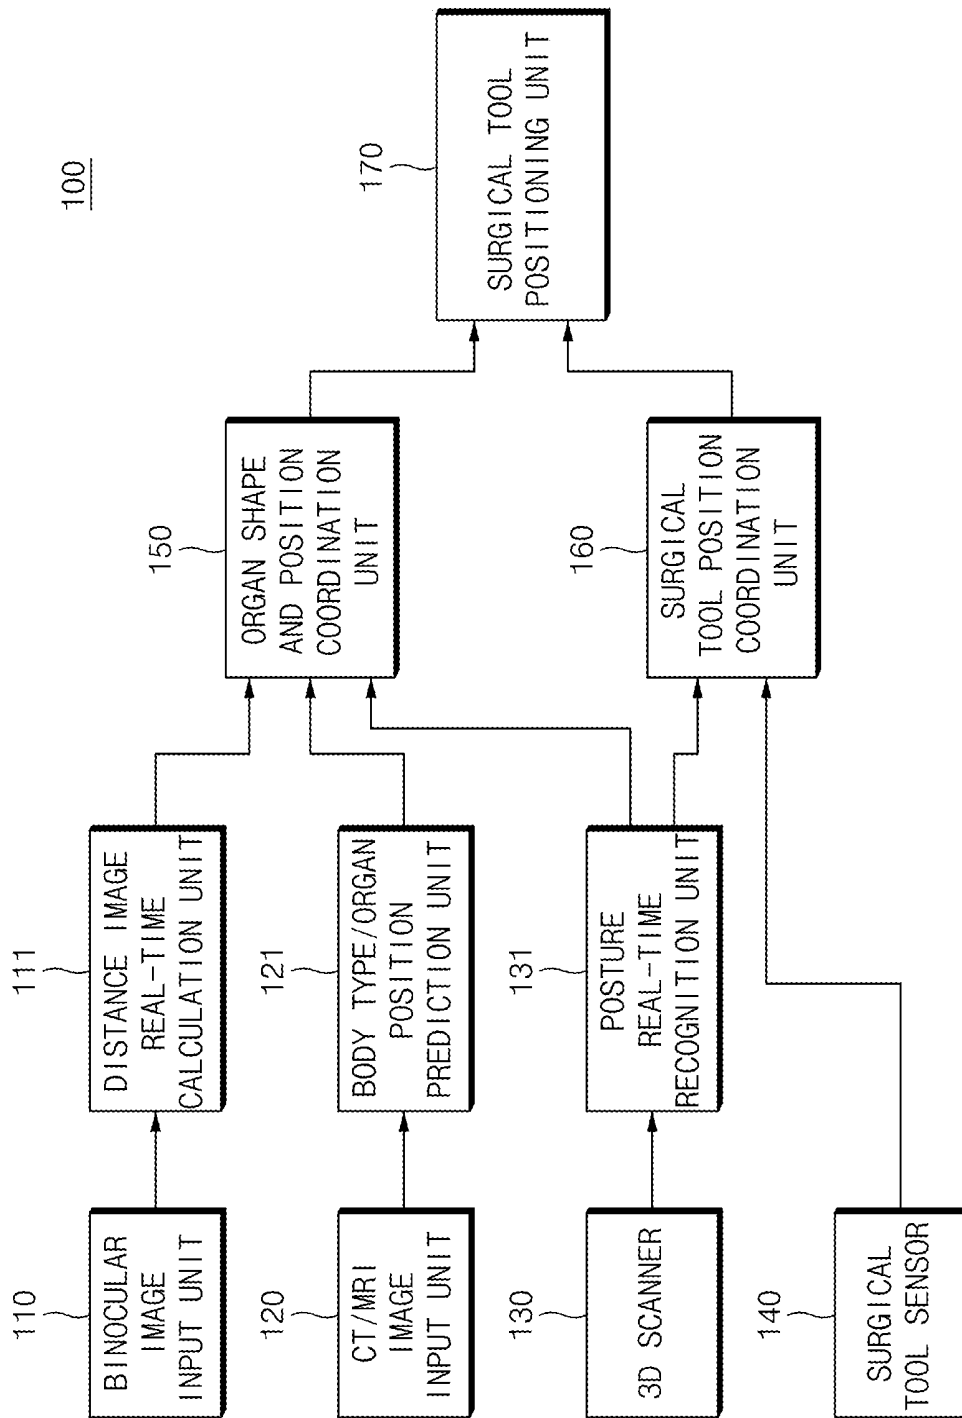 100
110
BINOCULAR
IMAGE
INPUT UNIT
111
DISTANCE IMAGE
REAL-TIME
CALCULATION UNIT
120
CT/MRI
IMAGE
INPUT UNIT
121
BODY TYPE/ORGAN
POSITION
PREDICTION UNIT
130
3D SCANNER
131
POSTURE
REAL-TIME
RECOGNITION UNIT
140
SURGICAL
TOOL SENSOR
150
ORGAN SHAPE
AND POSITION
COORDINATION
UNIT
160
SURGICAL
TOOL POSITION
COORDINATION
UNIT
170
SURGICAL TOOL
POSITIONING UNIT